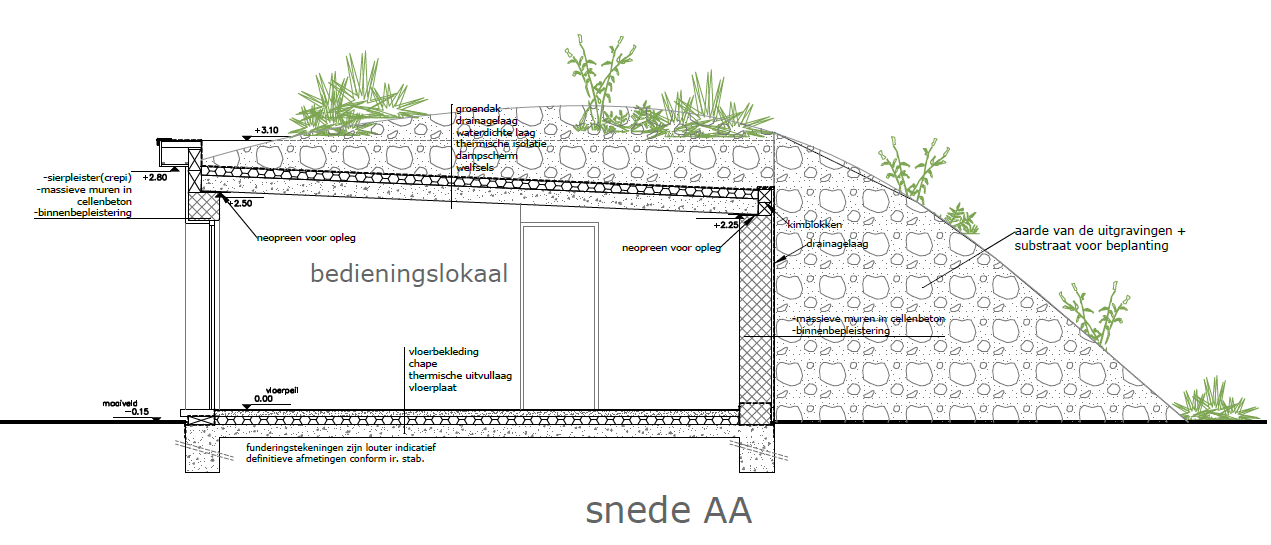 groendak
drainagelaag
waterdichte laag
thermische isolatie
dampscherm
welfsels
+3.10
+2.80
-sierpleister(crepi)
-massieve muren in
cellenbeton
-binnenbepleistering
+2.50
+2.25
neopreen voor opleg
neopreen voor opleg
kimblokken
drainagelaag
aarde van de uitgravingen +
substraat voor beplanting
bedieningslokaal
-massieve muren in cellenbeton
-binnenbepleistering
vloerbekleding
chape
thermische uitvullaag
vloerplaat
vloerpeil
0.00
maaiveld
-0.15
funderingstekeningen zijn louter indicatief
definitieve afmetingen conform ir. stab.
snede AA